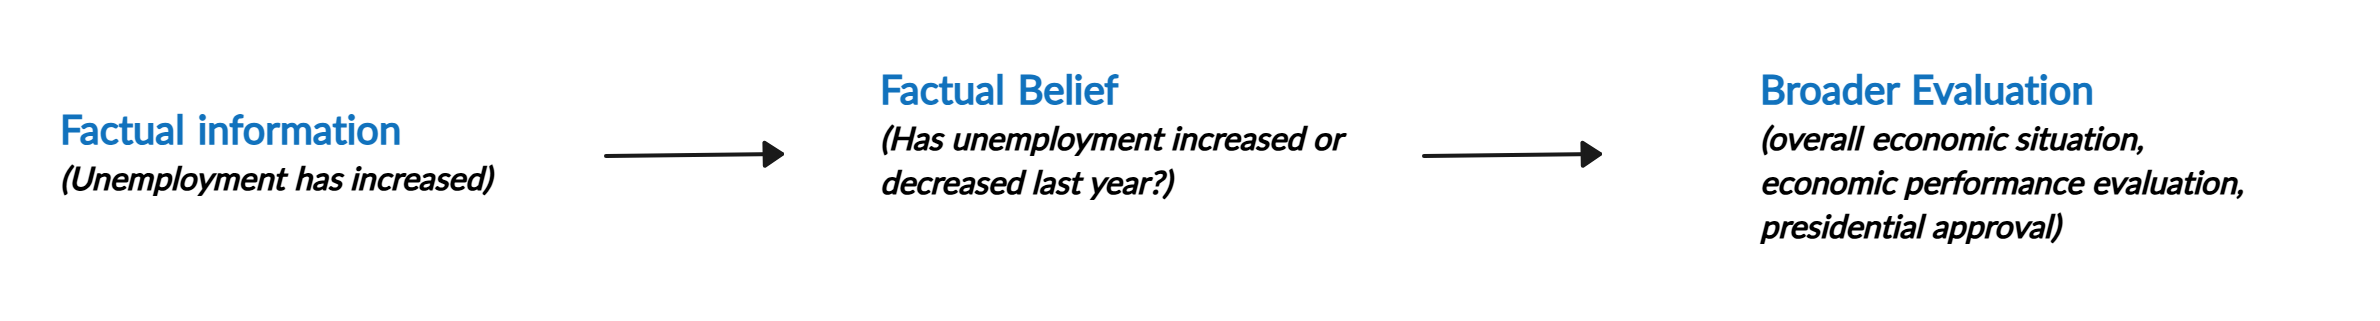 Factual information
(Unemployment has increased)
Factual Belief
(Has unemployment increased or
decreased last year?)
Broader Evaluation
(overall economic situation,
economic performance evaluation,
presidential approval)